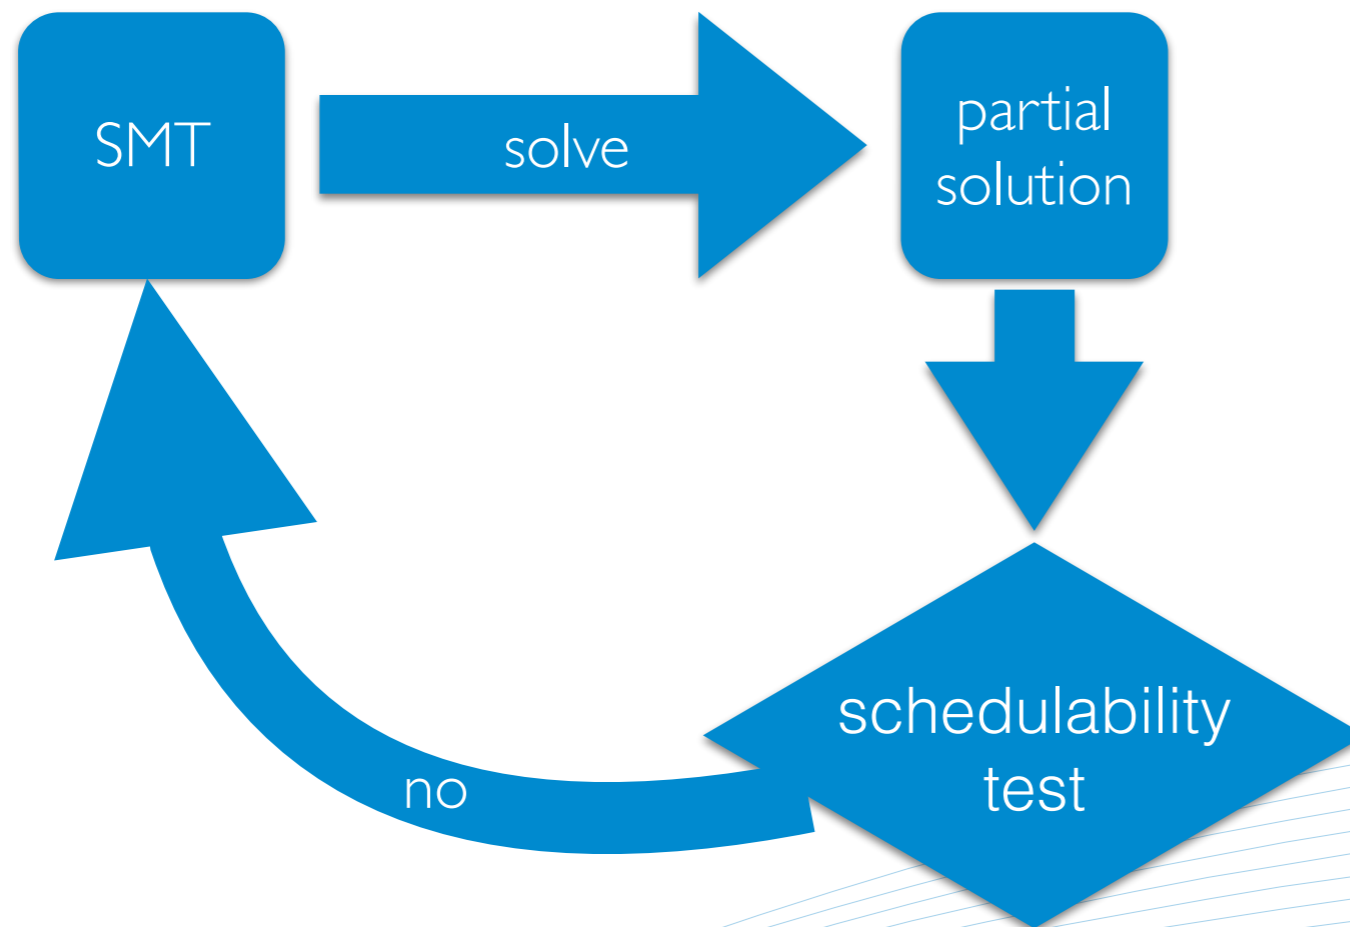 SMT
solve
partial
solution
schedulability
test
no